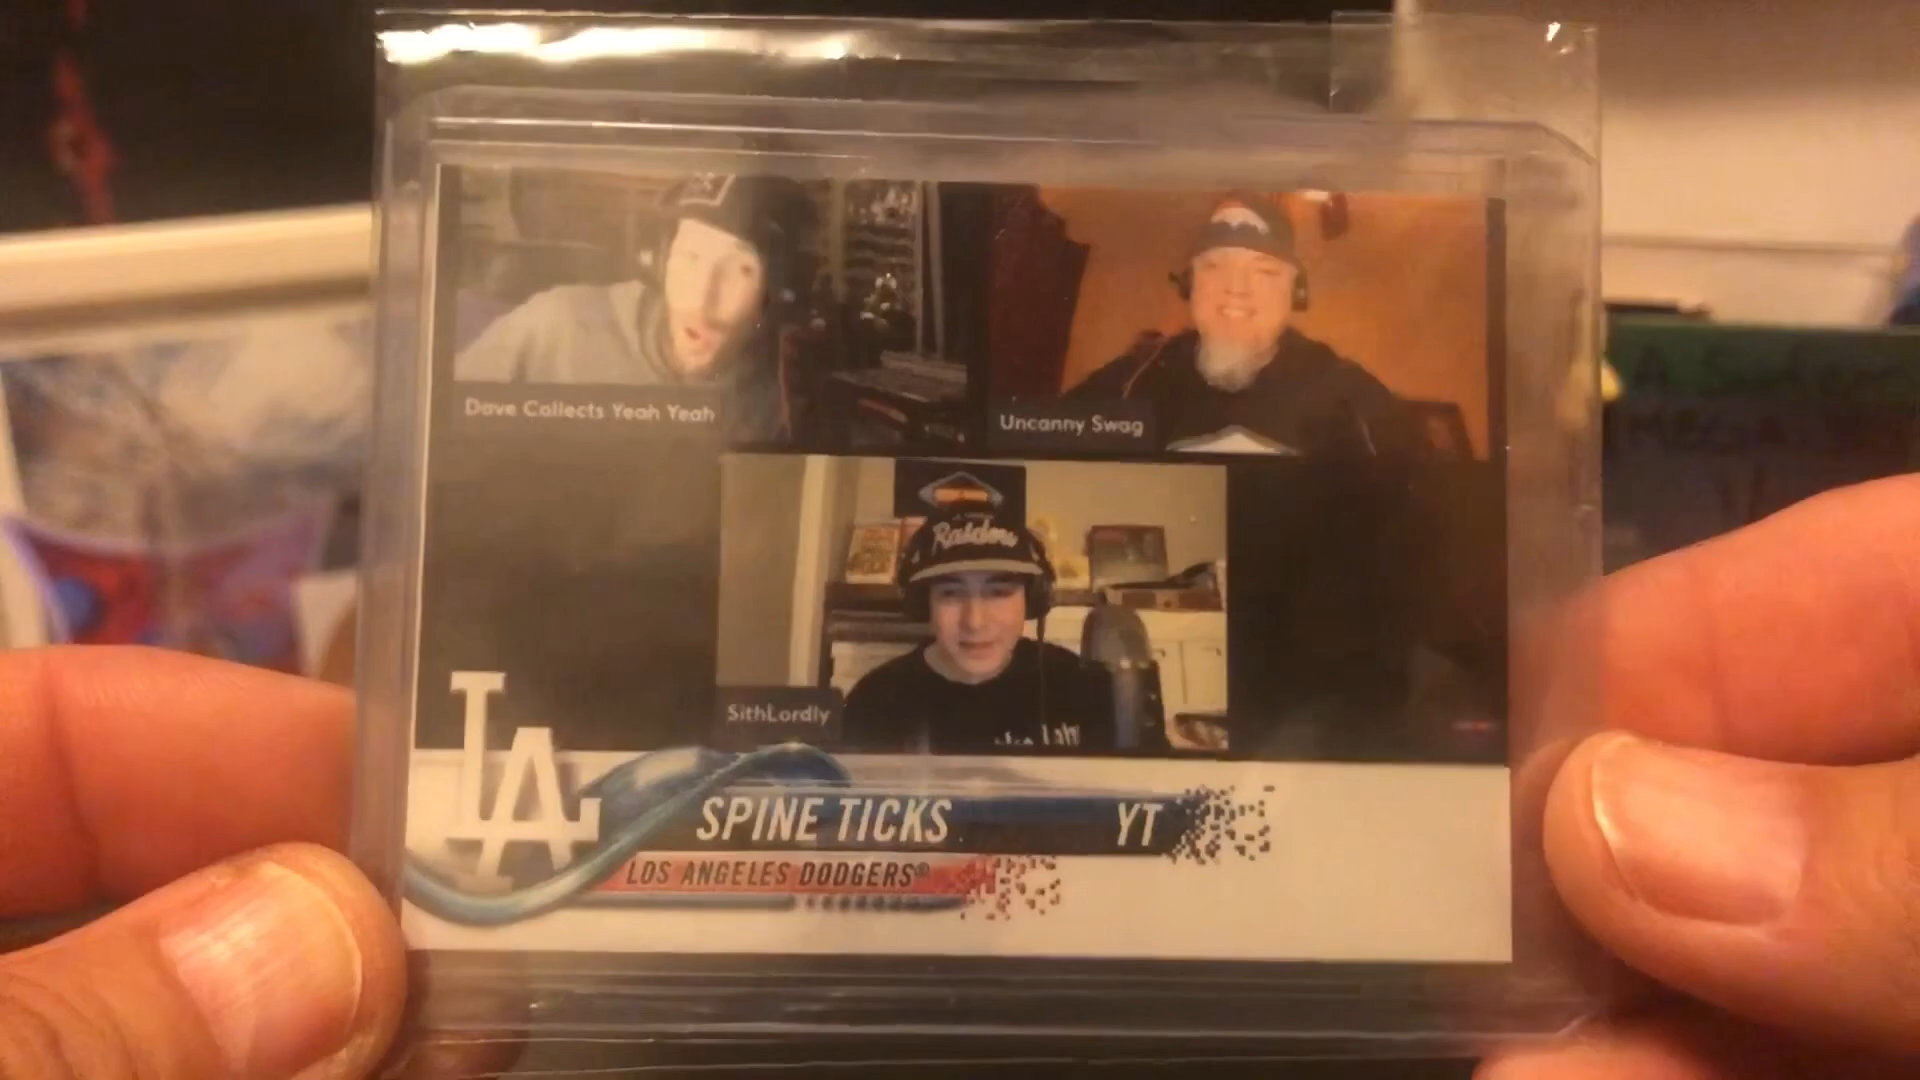 Dave Collects Yeah Yeah
Uncanny Swag
Raiders
SithLordly
LA
SPINE TICKS YT
LOS ANGELES DODGERS®